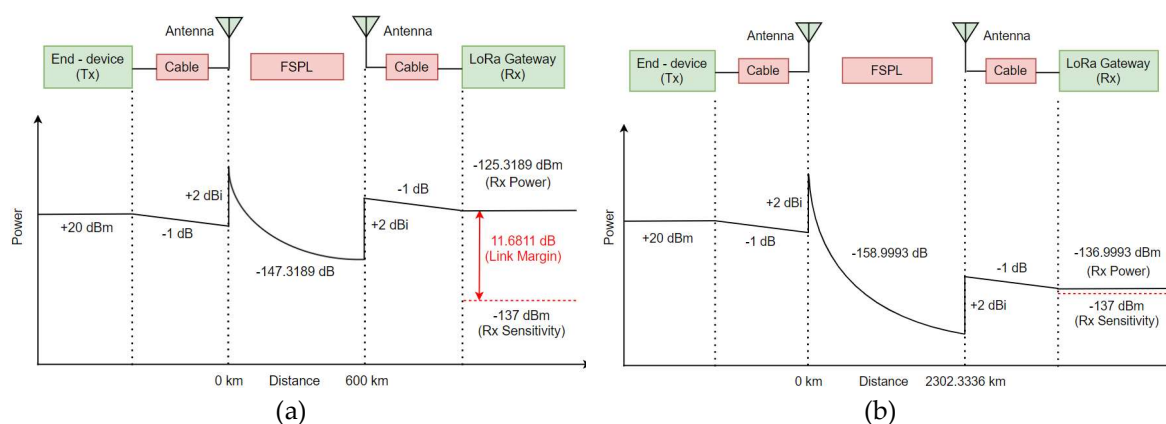 Antenna
Antenna
End - device
(Tx)
Cable
FSPL
Cable
LoRa Gateway
(Rx)
Power
+20 dBm
-1 dB
+2 dBi
-147.3189 dB
+2 dBi
-1 dB
-125.3189 dBm
(Rx Power)
11.6811 dB
(Link Margin)
-137 dBm
(Rx Sensitivity)
0 km
Distance
600 km
(a)
Antenna
Antenna
End - device
(Tx)
Cable
FSPL
Cable
LoRa Gateway
(Rx)
Power
+20 dBm
-1 dB
+2 dBi
-158.9993 dB
+2 dBi
-1 dB
-136.9993 dBm
(Rx Power)
-137 dBm
(Rx Sensitivity)
0 km
Distance
2302.3336 km
(b)